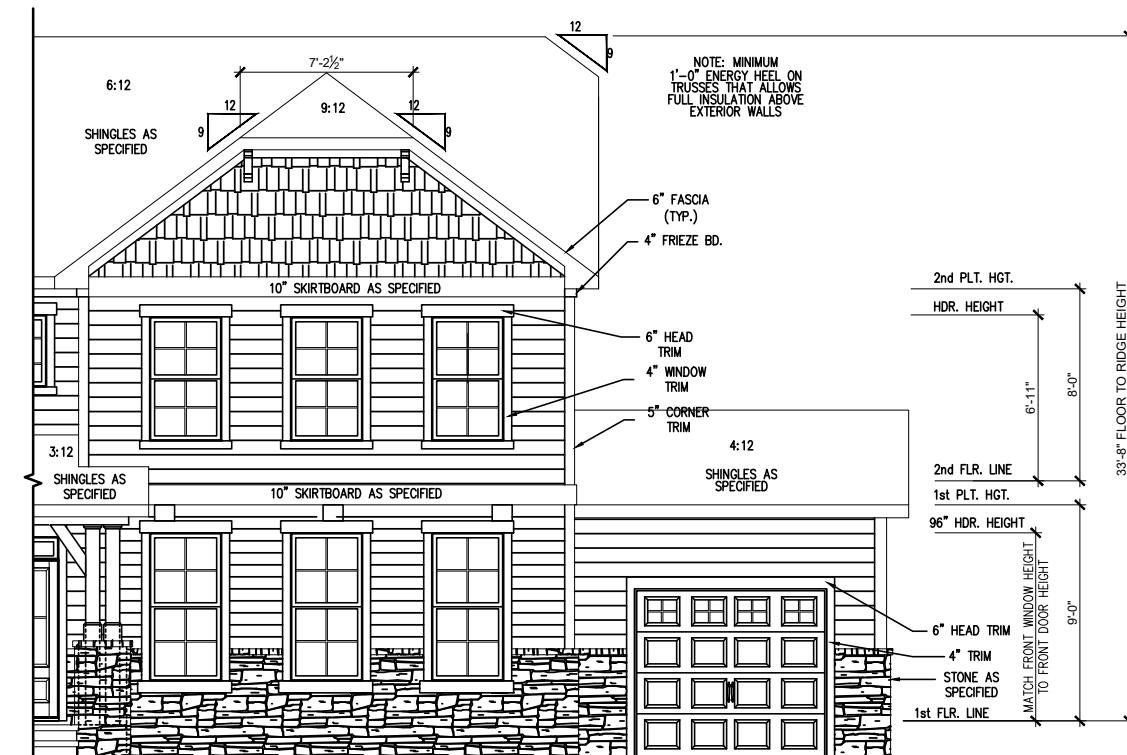 12
9
7'-2½"
NOTE: MINIMUM
1'-0" ENERGY HEEL ON
TRUSSES THAT ALLOWS
FULL INSULATION ABOVE
EXTERIOR WALLS
6:12
12
9:12
12
9
9
SHINGLES AS
SPECIFIED
6" FASCIA
(TYP.)
4" FRIEZE BD.
2nd PLT. HGT.
10" SKIRTBOARD AS SPECIFIED
HDR. HEIGHT
33'-8" FLOOR TO RIDGE HEIGHT
6" HEAD
TRIM
4" WINDOW
TRIM
6'-11"
8'-0"
5" CORNER
TRIM
3:12
4:12
SHINGLES AS
SPECIFIED
SHINGLES AS
SPECIFIED
2nd FLR. LINE
10" SKIRTBOARD AS SPECIFIED
1st PLT. HGT.
96" HDR. HEIGHT
MATCH FRONT WINDOW HEIGHT
TO FRONT DOOR HEIGHT
9'-0"
6" HEAD TRIM
4" TRIM
STONE AS
SPECIFIED
1st FLR. LINE